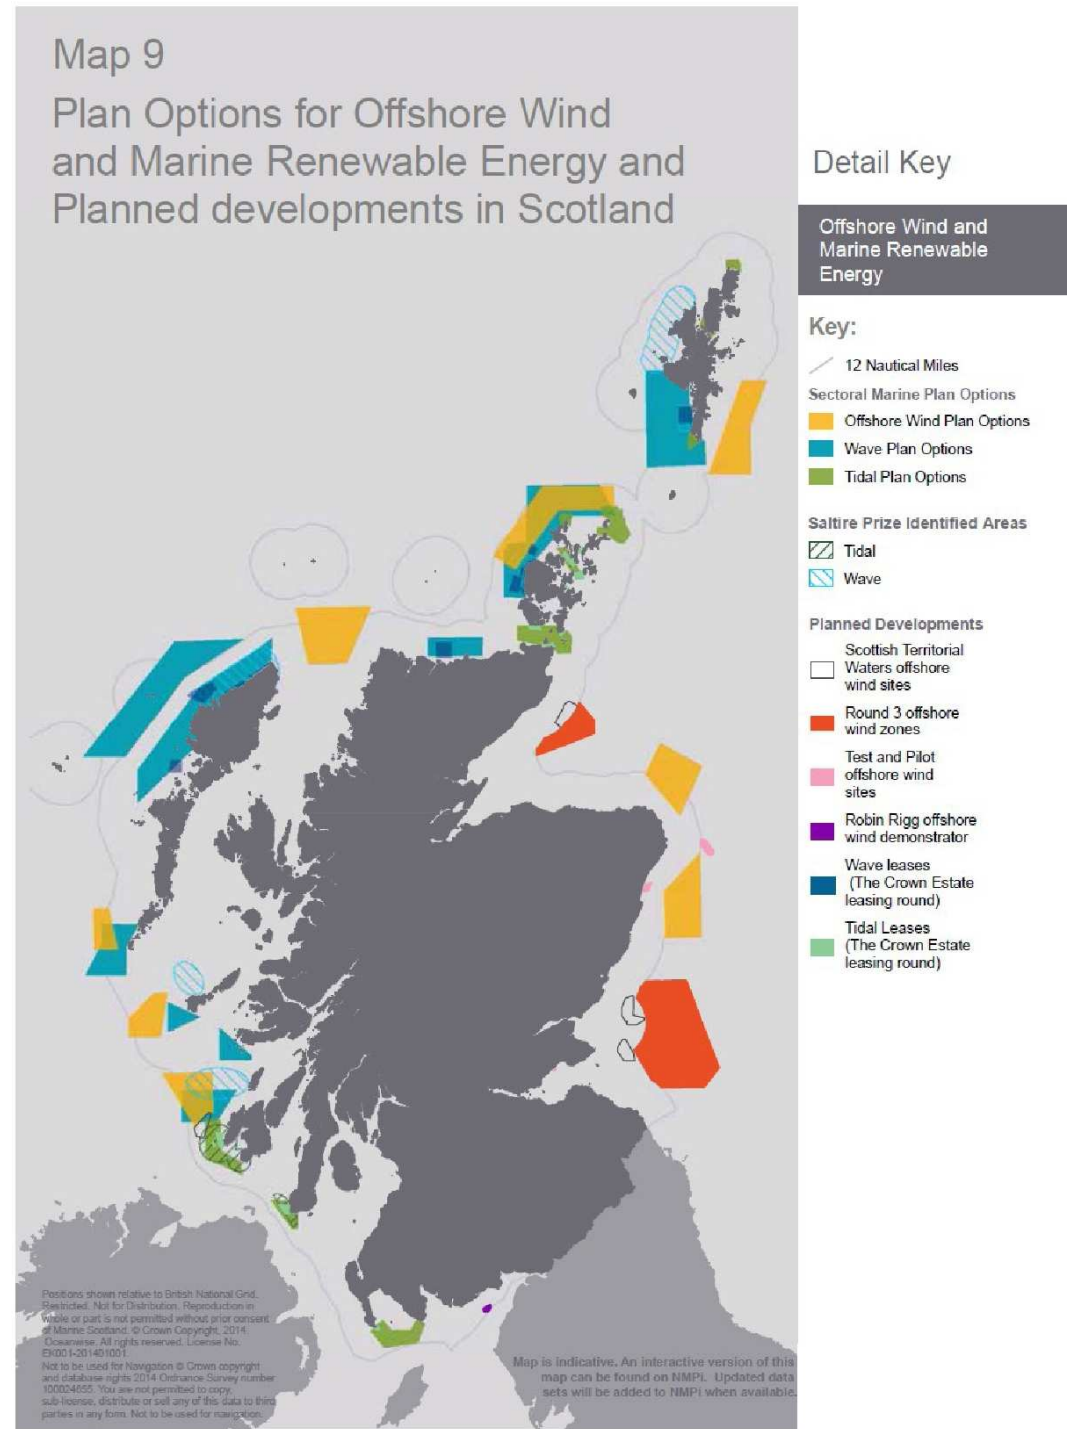 Map 9
Plan Options for Offshore Wind
and Marine Renewable Energy and
Planned developments in Scotland
Detail Key
Offshore Wind and
Marine Renewable
Energy
Key:
12 Nautical Miles
Sectoral Marine Plan Options
Offshore Wind Plan Options
Wave Plan Options
Tidal Plan Options
Saltire Prize Identified Areas
Tidal
Wave
Planned Developments
Scottish Territorial
Waters offshore
wind sites
Round 3 offshore
wind zones
Test and Pilot
offshore wind
sites
Robin Rigg offshore
wind demonstrator
Wave leases
(The Crown Estate
leasing round)
Tidal Leases
(The Crown Estate
leasing round)
Positions shown relative to British National Grid.
Restricted. Not for Distribution. Reproduction in
whole or part is not permitted without prior consent
of Marine Scotland. © Crown Copyright, 2014.
Oceanwise. All rights reserved. License No.
EK001-201401001.
Not to be used for Navigation © Crown copyright
and database rights 2014 Ordnance Survey number
100024655. You are not permitted to copy,
sub-license, distribute or sell any of this data to third
parties in any form. Not to be used for navigation.
Map is indicative. An interactive version of this
map can be found on NMPi. Updated data
sets will be added to NMPi when available.